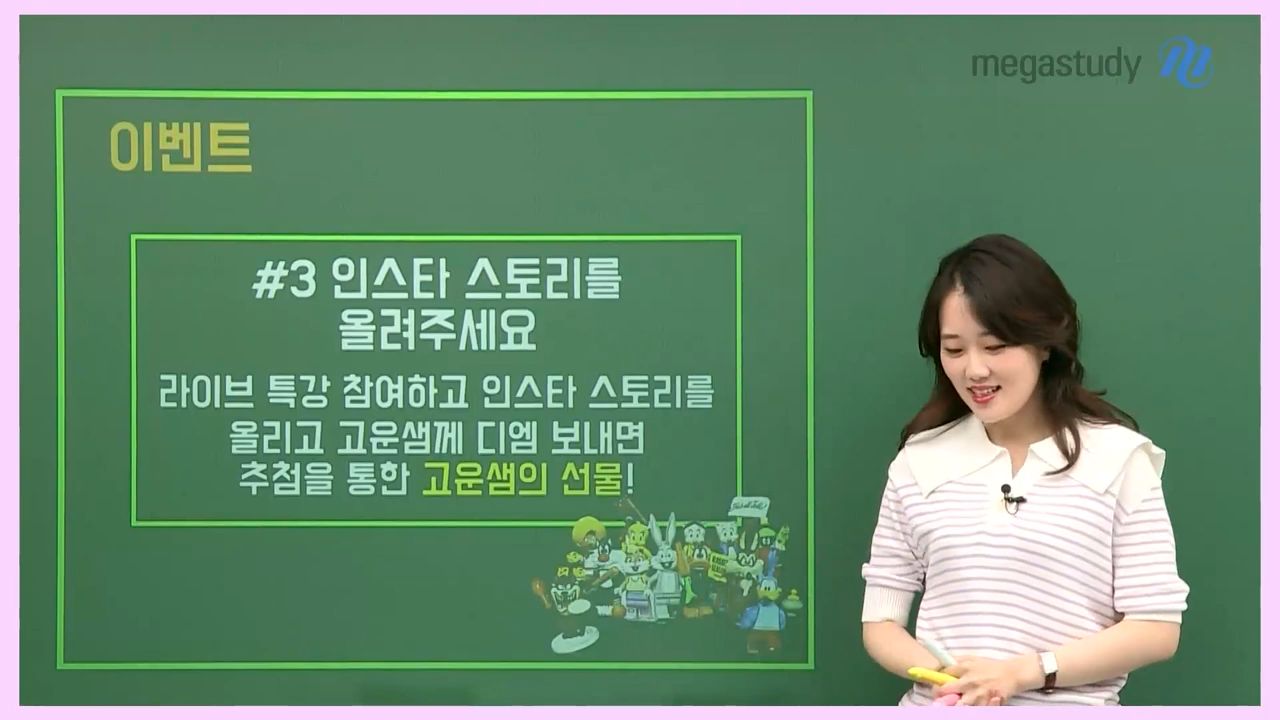 megastudy
이벤트
#3 인스타 스토리를
올려주세요
라이브 특강 참여하고 인스타 스토리를
올리고 고운샘께 디엠 보내면
추첨을 통한 고운샘의 선물!